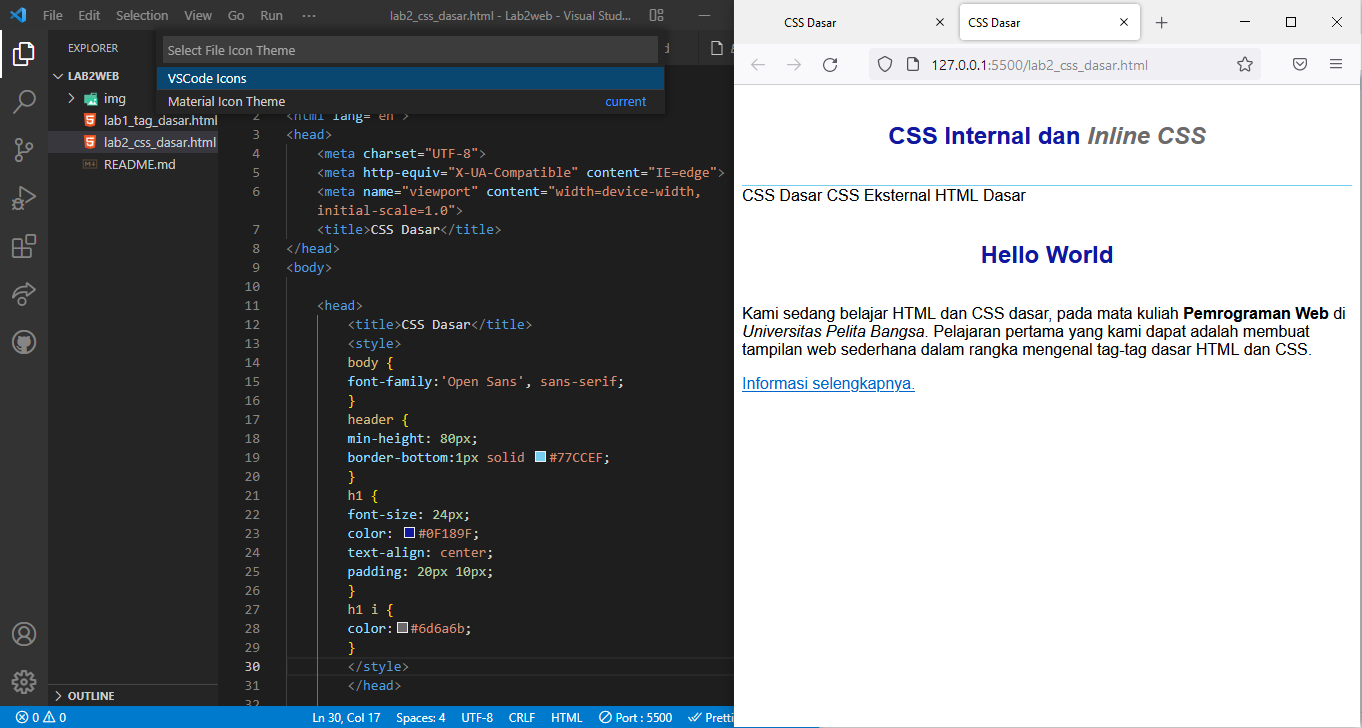 File Edit Selection View Go Run ··· lab2_css_dasar.html - Lab2web - Visual Stud...
EXPLORER
Select File Icon Theme
VSCode Icons
Material Icon Theme current
LAB2WEB
img
lab1_tag_dasar.html
lab2_css_dasar.html
README.md
OUTLINE
2 <html lang="en">
3 <head>
4 <meta charset="UTF-8">
5 <meta http-equiv="X-UA-Compatible" content="IE=edge">
6 <meta name="viewport" content="width=device-width,
initial-scale=1.0">
7 <title>CSS Dasar</title>
8 </head>
9 <body>
10
11 <head>
12 <title>CSS Dasar</title>
13 <style>
14 body {
15 font-family:'Open Sans', sans-serif;
16 }
17 header {
18 min-height: 80px;
19 border-bottom:1px solid #77CCEF;
20 }
21 h1 {
22 font-size: 24px;
23 color: #0F189F;
24 text-align: center;
25 padding: 20px 10px;
26 }
27 h1 i {
28 color:#6d6a6b;
29 }
30 </style>
31 </head>
32
0 0 Ln 30, Col 17 Spaces: 4 UTF-8 CRLF HTML Port : 5500 Pretti
CSS Dasar CSS Dasar
127.0.0.1:5500/lab2_css_dasar.html
CSS Internal dan Inline CSS
CSS Dasar CSS Eksternal HTML Dasar
Hello World
Kami sedang belajar HTML dan CSS dasar, pada mata kuliah Pemrograman Web di
Universitas Pelita Bangsa. Pelajaran pertama yang kami dapat adalah membuat
tampilan web sederhana dalam rangka mengenal tag-tag dasar HTML dan CSS.
Informasi selengkapnya.